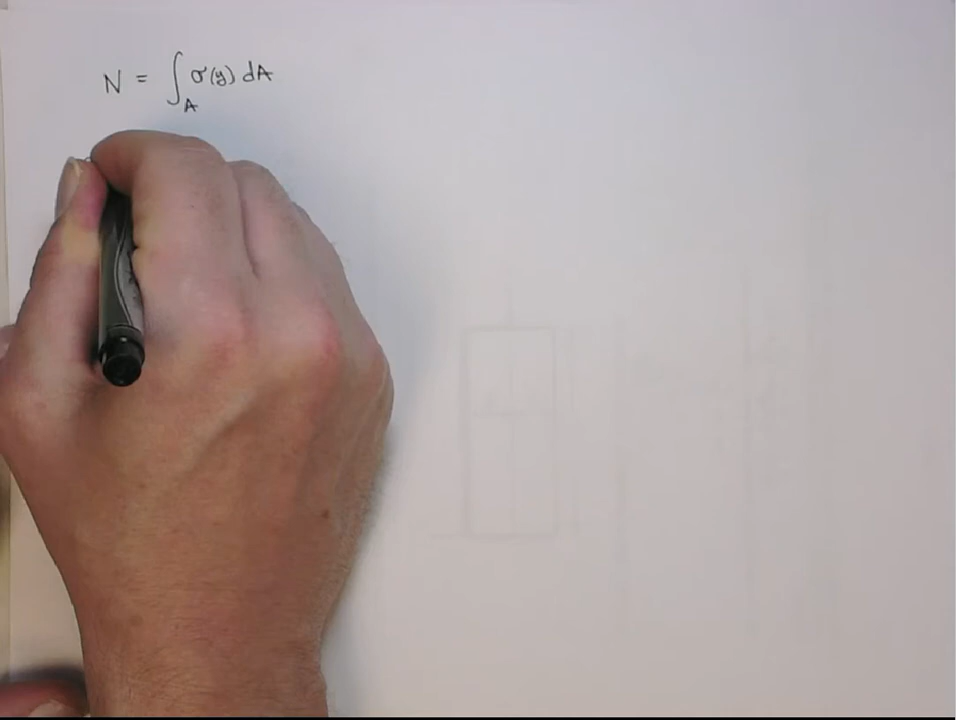 N = ∫_A σ(y) dA